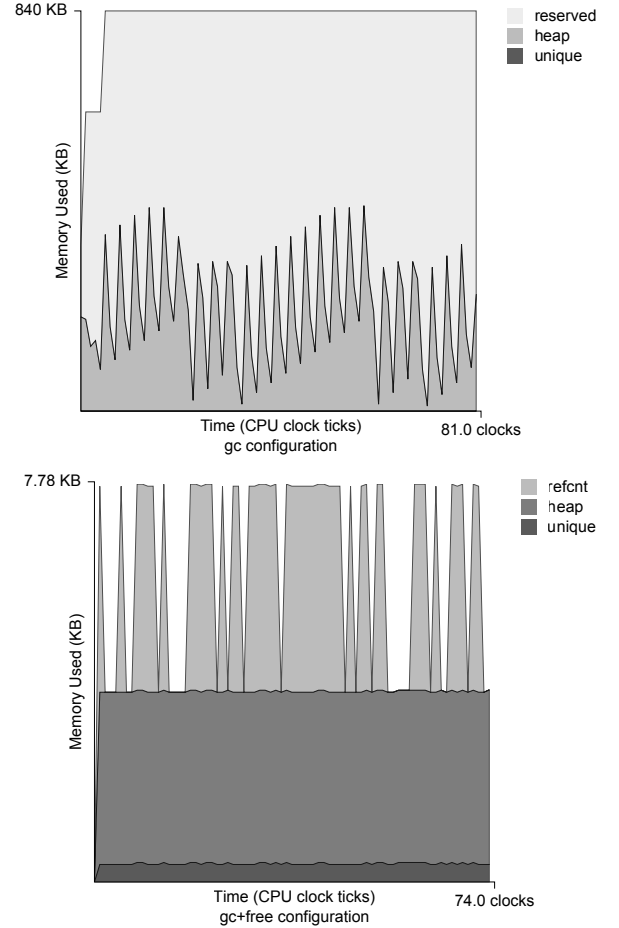 840 KB
reserved
heap
unique
Memory Used (KB)
Time (CPU clock ticks)
81.0 clocks
gc configuration
7.78 KB
refcnt
heap
unique
Memory Used (KB)
Time (CPU clock ticks)
74.0 clocks
gc+free configuration